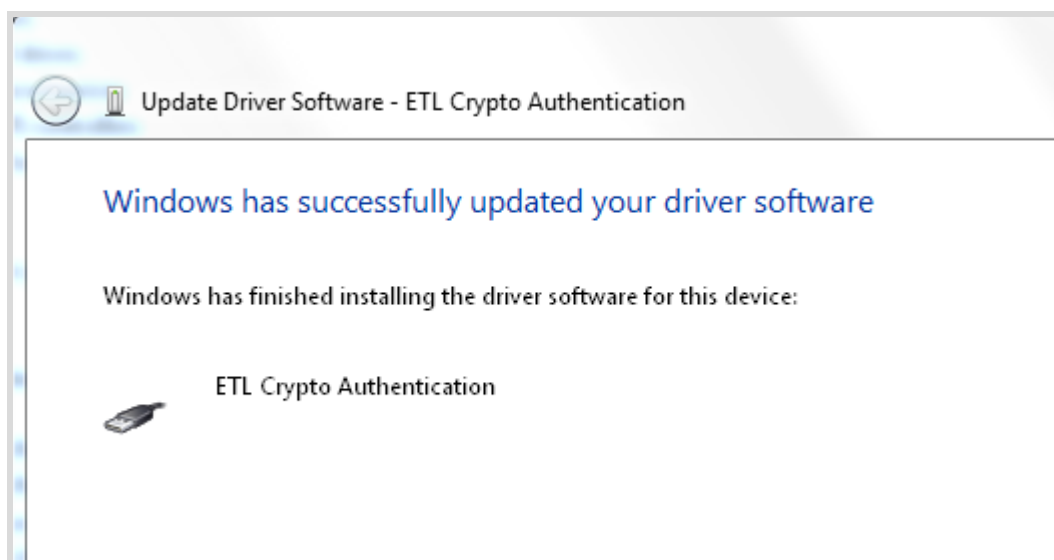 Update Driver Software - ETL Crypto Authentication
Windows has successfully updated your driver software
Windows has finished installing the driver software for this device:
ETL Crypto Authentication